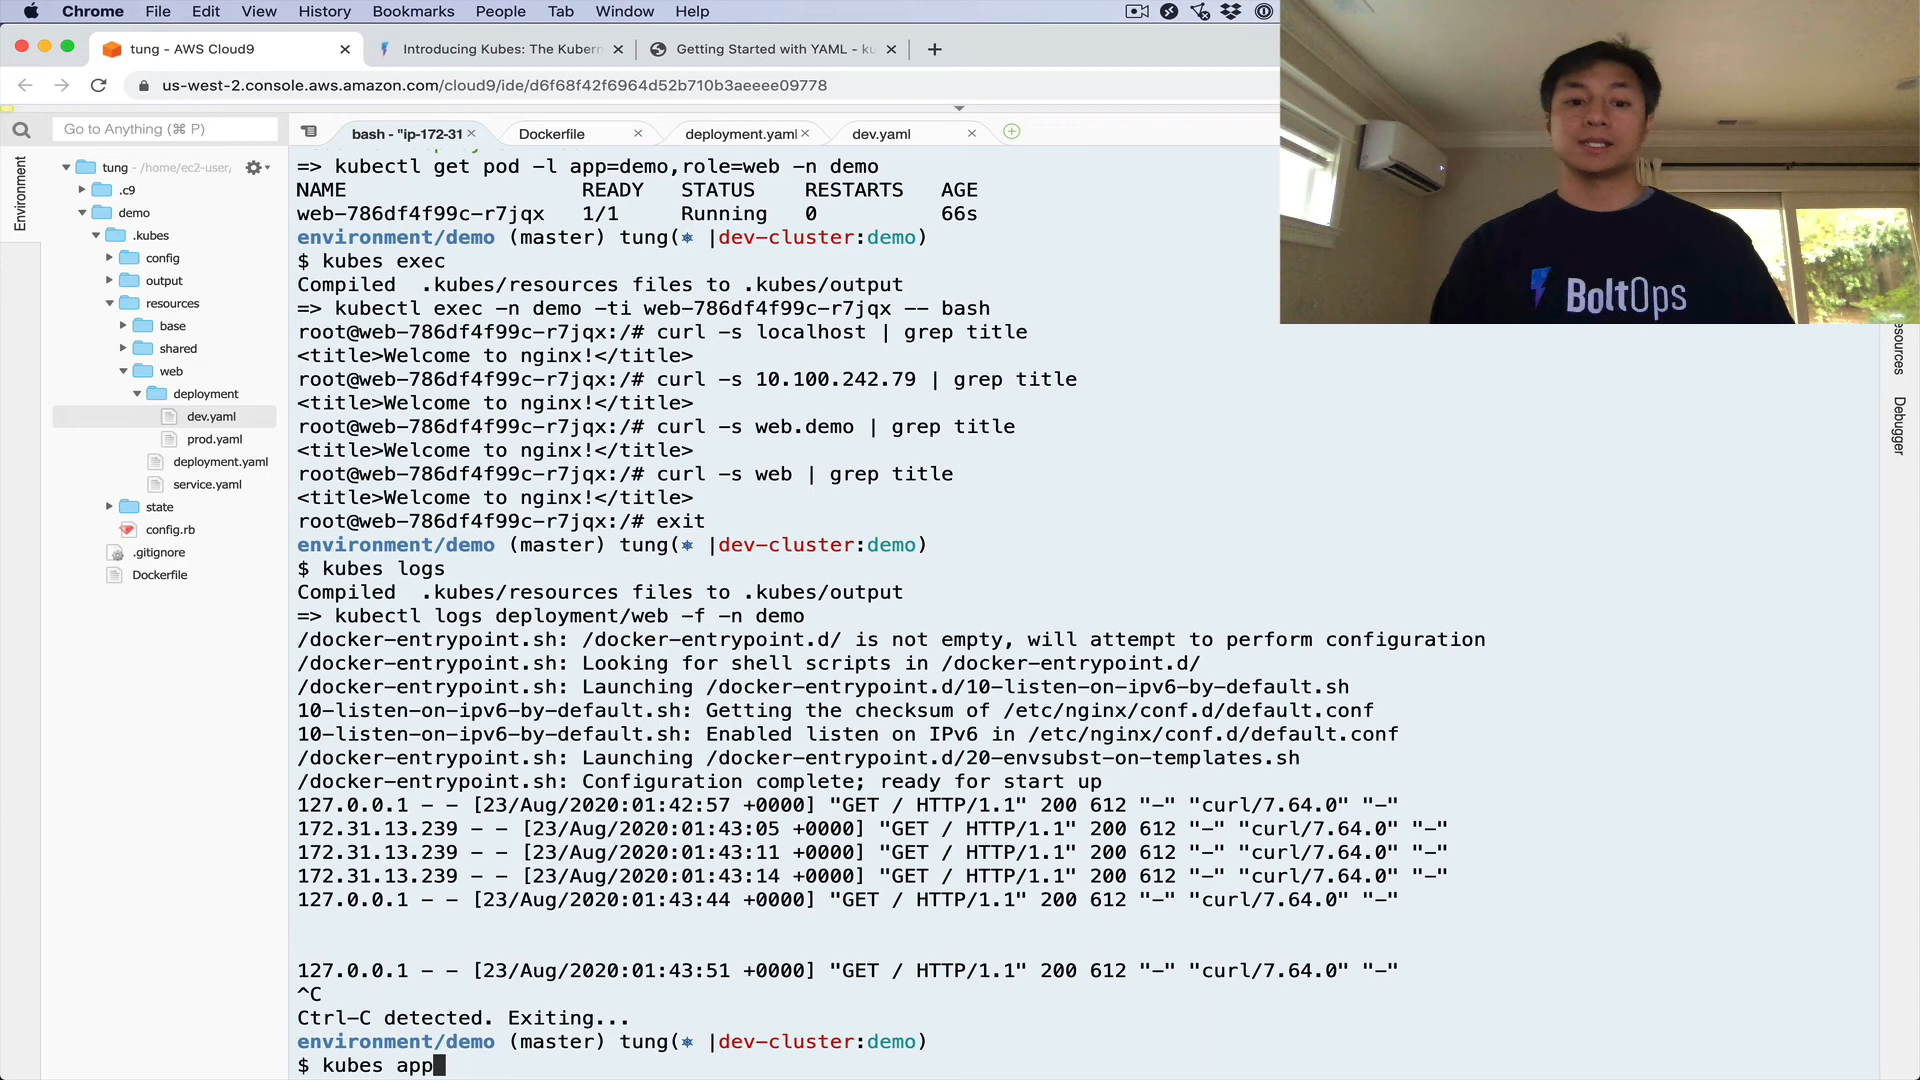 Chrome File Edit View History Bookmarks People Tab Window Help
tung - AWS Cloud9
Introducing Kubes: The Kubern
Getting Started with YAML - ku
us-west-2.console.aws.amazon.com/cloud9/ide/d6f68f42f6964d52b710b3aeeee09778
Go to Anything (⌘ P)
bash - "ip-172-31
Dockerfile
deployment.yaml
dev.yaml
Environment
tung - /home/ec2-user/
.c9
demo
.kubes
config
output
resources
base
shared
web
deployment
dev.yaml
prod.yaml
deployment.yaml
service.yaml
state
config.rb
.gitignore
Dockerfile
=> kubectl get pod -l app=demo,role=web -n demo
NAME READY STATUS RESTARTS AGE
web-786df4f99c-r7jqx 1/1 Running 0 66s
environment/demo (master) tung(⎈ |dev-cluster:demo)
$ kubes exec
Compiled .kubes/resources files to .kubes/output
=> kubectl exec -n demo -ti web-786df4f99c-r7jqx -- bash
root@web-786df4f99c-r7jqx:/# curl -s localhost | grep title
<title>Welcome to nginx!</title>
root@web-786df4f99c-r7jqx:/# curl -s 10.100.242.79 | grep title
<title>Welcome to nginx!</title>
root@web-786df4f99c-r7jqx:/# curl -s web.demo | grep title
<title>Welcome to nginx!</title>
root@web-786df4f99c-r7jqx:/# curl -s web | grep title
<title>Welcome to nginx!</title>
root@web-786df4f99c-r7jqx:/# exit
environment/demo (master) tung(⎈ |dev-cluster:demo)
$ kubes logs
Compiled .kubes/resources files to .kubes/output
=> kubectl logs deployment/web -f -n demo
/docker-entrypoint.sh: /docker-entrypoint.d/ is not empty, will attempt to perform configuration
/docker-entrypoint.sh: Looking for shell scripts in /docker-entrypoint.d/
/docker-entrypoint.sh: Launching /docker-entrypoint.d/10-listen-on-ipv6-by-default.sh
10-listen-on-ipv6-by-default.sh: Getting the checksum of /etc/nginx/conf.d/default.conf
10-listen-on-ipv6-by-default.sh: Enabled listen on IPv6 in /etc/nginx/conf.d/default.conf
/docker-entrypoint.sh: Launching /docker-entrypoint.d/20-envsubst-on-templates.sh
/docker-entrypoint.sh: Configuration complete; ready for start up
127.0.0.1 - - [23/Aug/2020:01:42:57 +0000] "GET / HTTP/1.1" 200 612 "-" "curl/7.64.0" "-"
172.31.13.239 - - [23/Aug/2020:01:43:05 +0000] "GET / HTTP/1.1" 200 612 "-" "curl/7.64.0" "-"
172.31.13.239 - - [23/Aug/2020:01:43:11 +0000] "GET / HTTP/1.1" 200 612 "-" "curl/7.64.0" "-"
172.31.13.239 - - [23/Aug/2020:01:43:14 +0000] "GET / HTTP/1.1" 200 612 "-" "curl/7.64.0" "-"
127.0.0.1 - - [23/Aug/2020:01:43:44 +0000] "GET / HTTP/1.1" 200 612 "-" "curl/7.64.0" "-"
127.0.0.1 - - [23/Aug/2020:01:43:51 +0000] "GET / HTTP/1.1" 200 612 "-" "curl/7.64.0" "-"
^C
Ctrl-C detected. Exiting...
environment/demo (master) tung(⎈ |dev-cluster:demo)
$ kubes app
BoltOps
Debugger